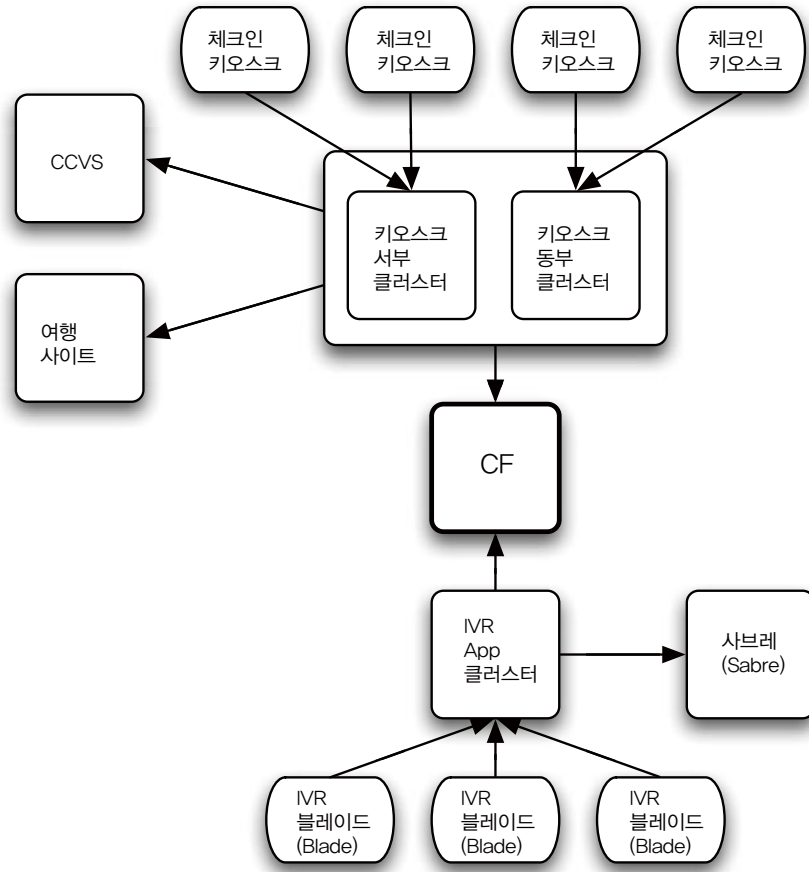 체크인
키오스크
체크인
키오스크
체크인
키오스크
체크인
키오스크
CCVS
키오스크
서부
클러스터
키오스크
동부
클러스터
여행
사이트
CF
IVR
App
클러스터
사브레
(Sabre)
IVR
블레이드
(Blade)
IVR
블레이드
(Blade)
IVR
블레이드
(Blade)